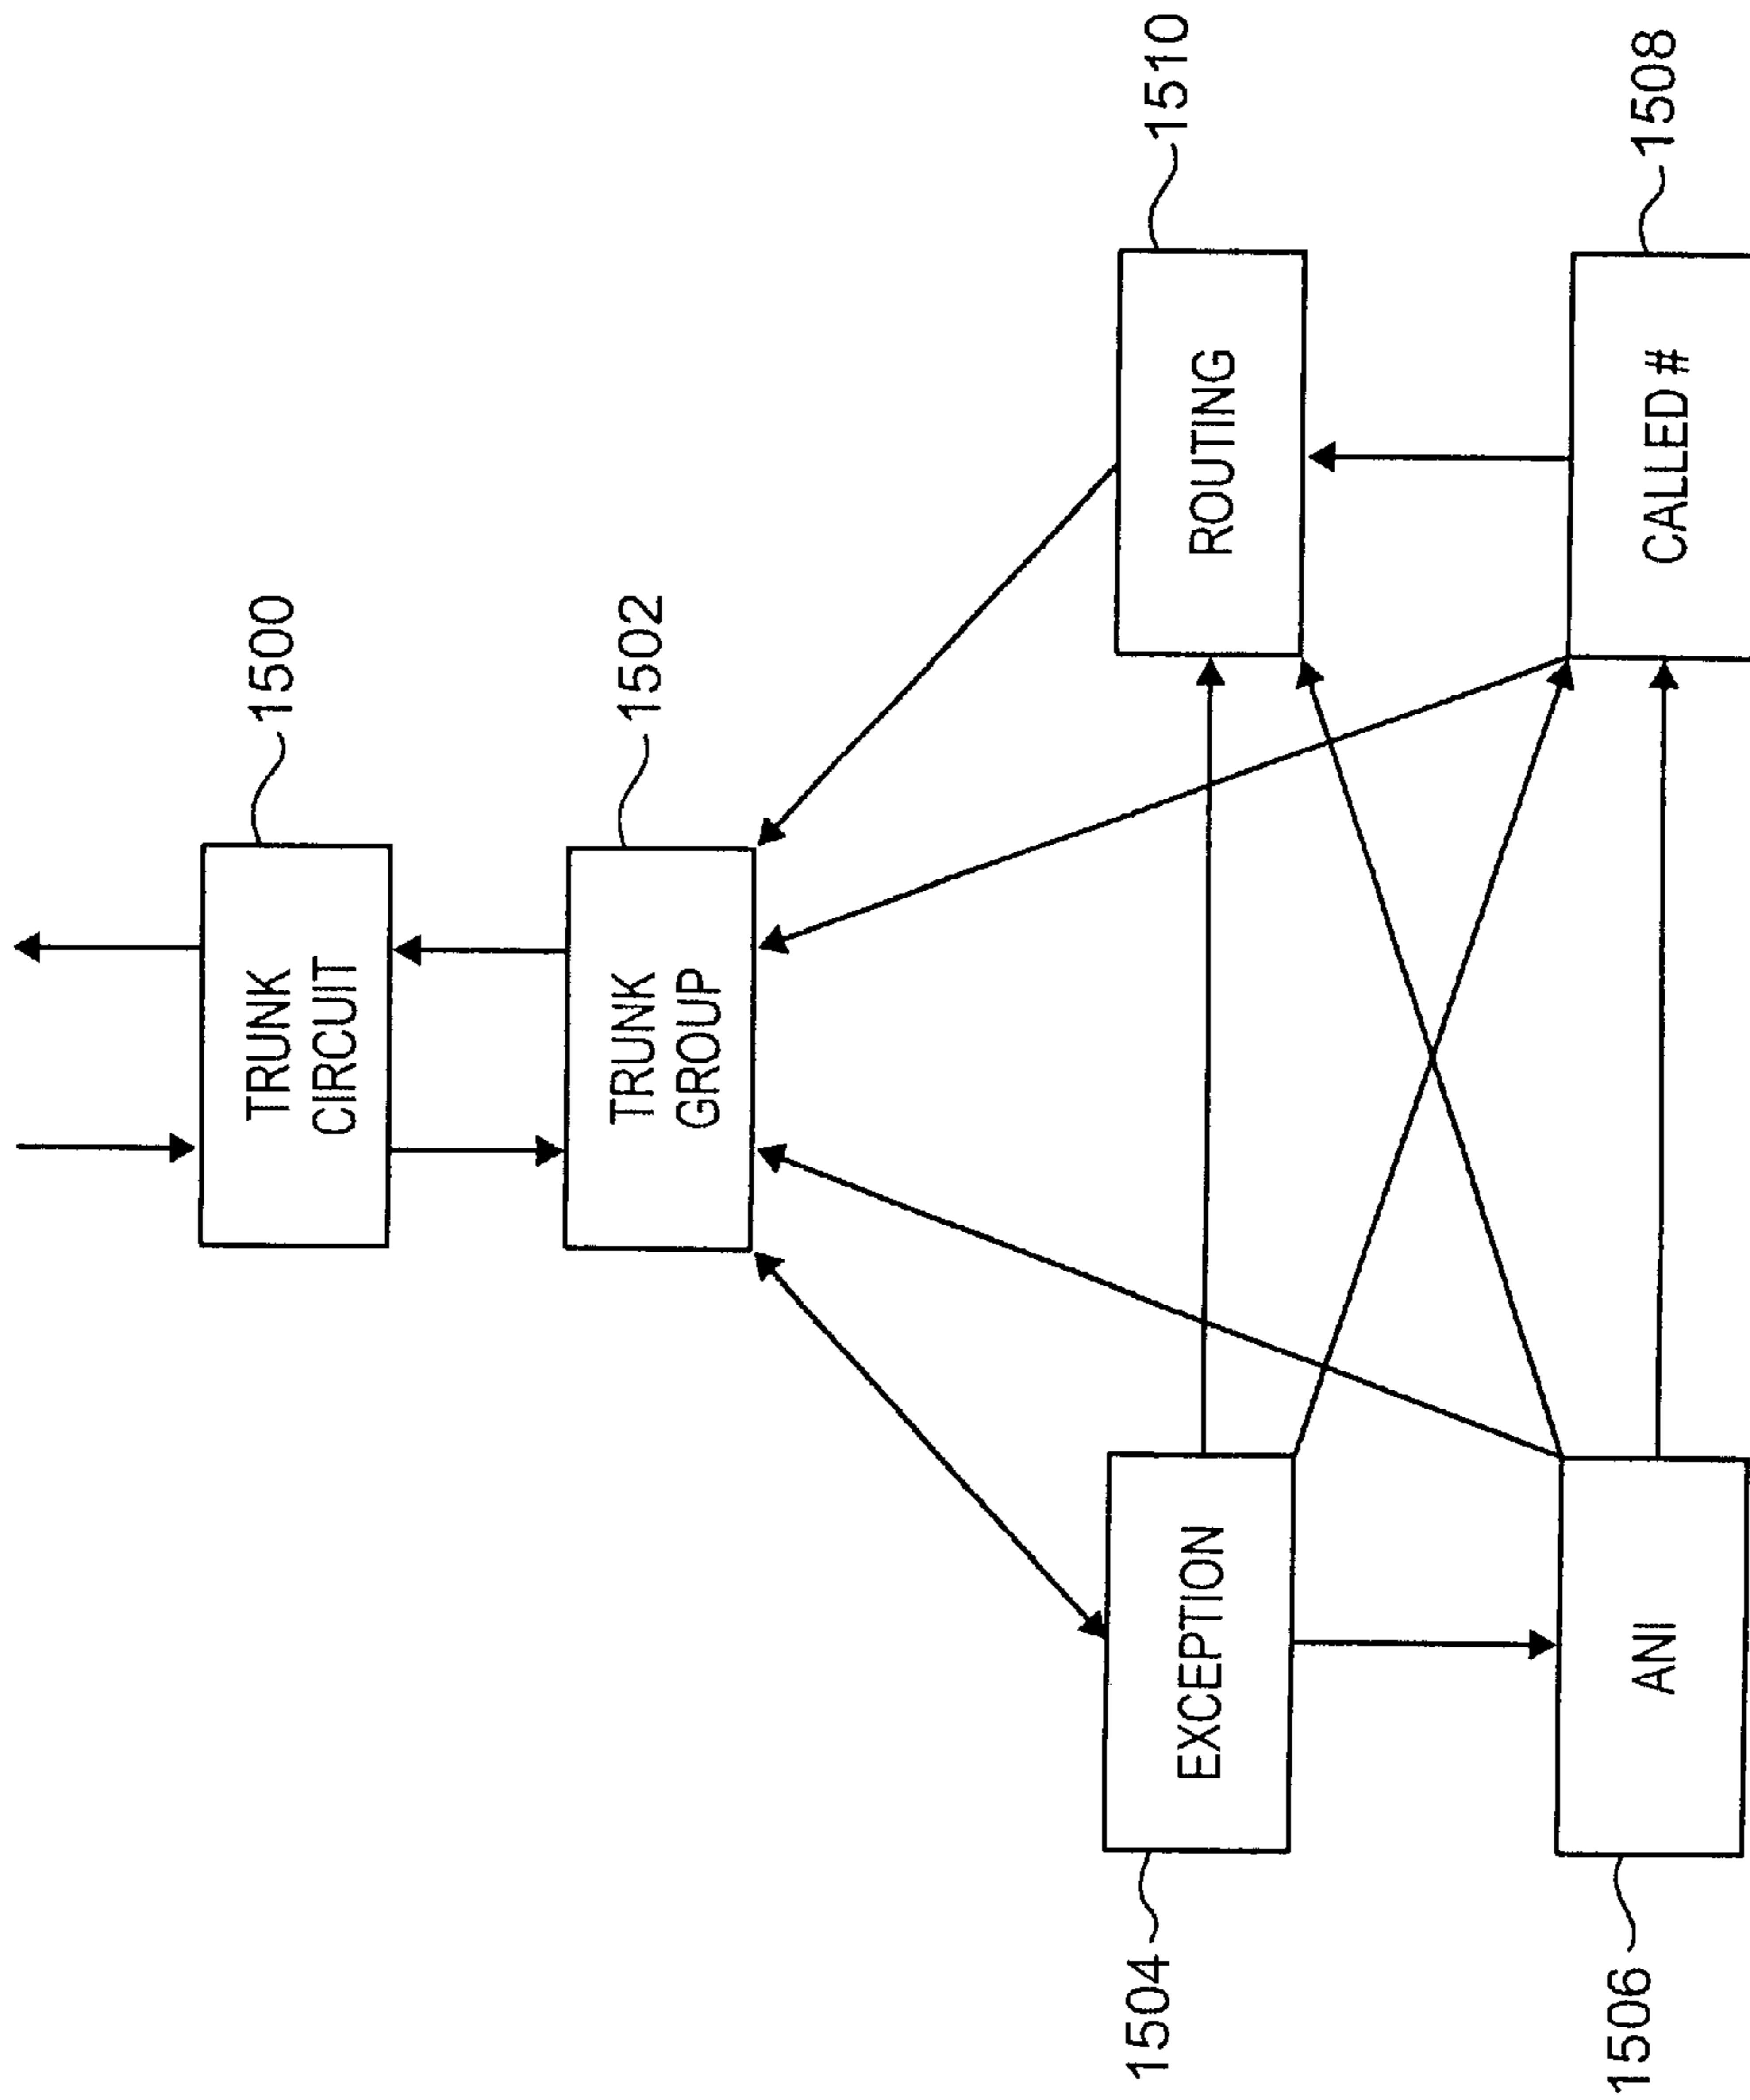 1500
TRUNK
CIRCUIT
1502
TRUNK
GROUP
1504
EXCEPTION
ROUTING
1510
1506
ANI
CALLED #
1508